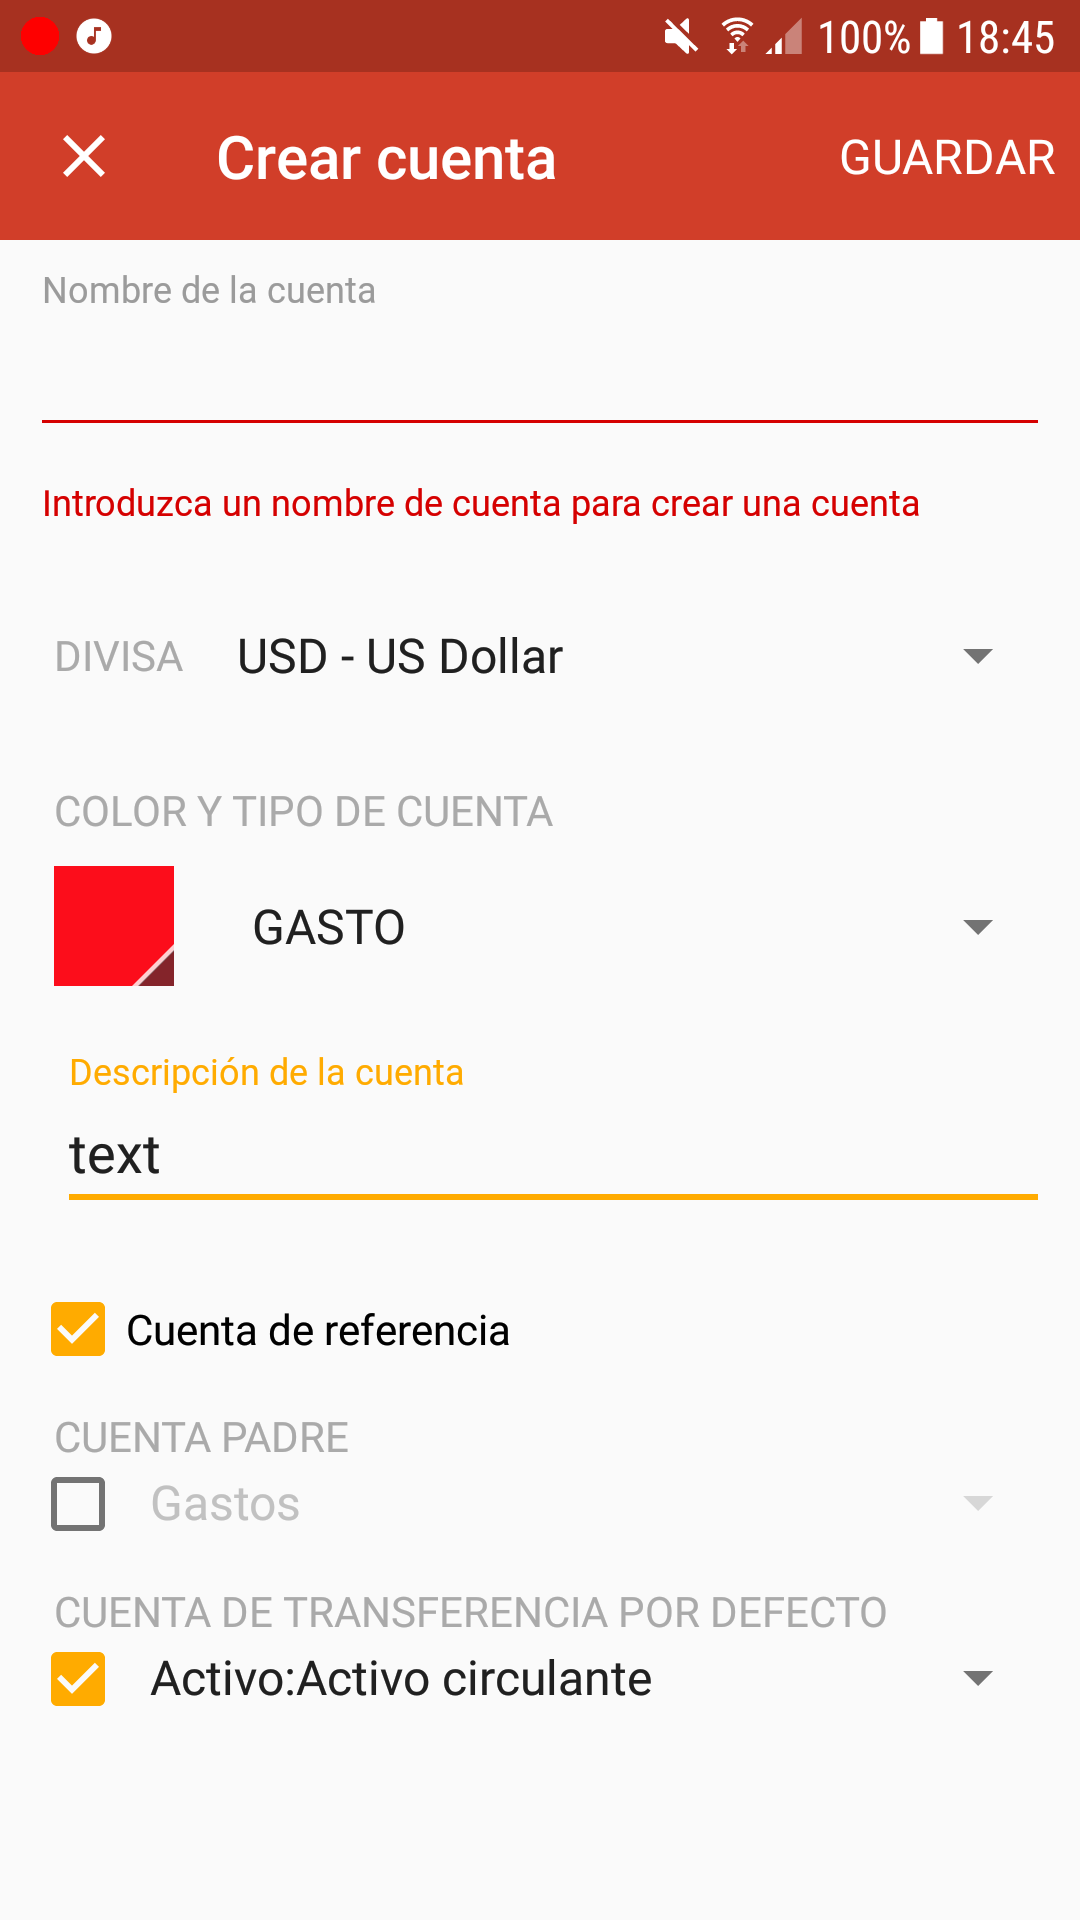 100% 18:45
Crear cuenta GUARDAR
Nombre de la cuenta
Introduzca un nombre de cuenta para crear una cuenta
DIVISA USD - US Dollar
COLOR Y TIPO DE CUENTA
GASTO
Descripción de la cuenta
text
Cuenta de referencia
CUENTA PADRE
Gastos
CUENTA DE TRANSFERENCIA POR DEFECTO
Activo:Activo circulante